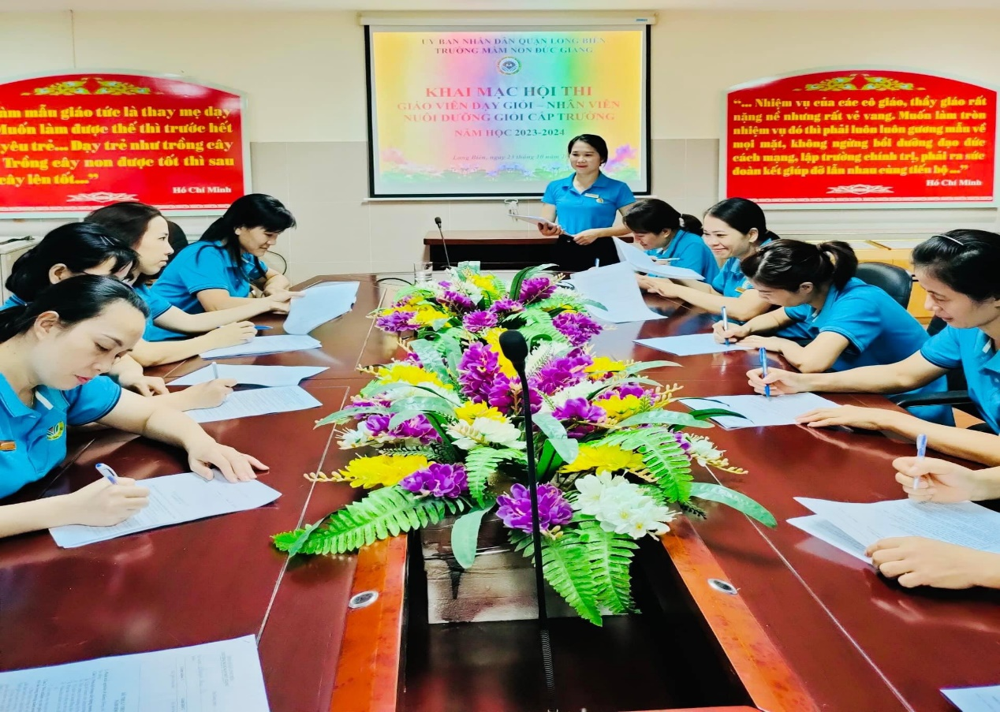 ỦY BAN NHÂN DÂN QUẬN LONG BIÊN
TRƯỜNG MẦM NON ĐỨC GIANG
KHAI MẠC HỘI THI
GIÁO VIÊN DẠY GIỎI – NHÂN VIÊN
NUÔI DƯỠNG GIỎI CẤP TRƯỜNG
NĂM HỌC 2023-2024
Long Biên, ngày 23 tháng 10 năm 2
àm mẫu giáo tức là thay mẹ dạy
Muốn làm được thế thì trước hết
yêu trẻ... Dạy trẻ như trồng cây
Trồng cây non được tốt thì sau
cây lên tốt...”
Hồ Chí Minh
“... Nhiệm vụ của các cô giáo, thầy giáo rất
nặng nề nhưng rất vẻ vang. Muốn làm tròn
nhiệm vụ đó thì phải luôn luôn gương mẫu về
mọi mặt, không ngừng bồi dưỡng đạo đức
cách mạng, lập trường chính trị, phải ra sức
đoàn kết giúp đỡ lẫn nhau cùng tiến bộ ...”
Hồ Chí Minh